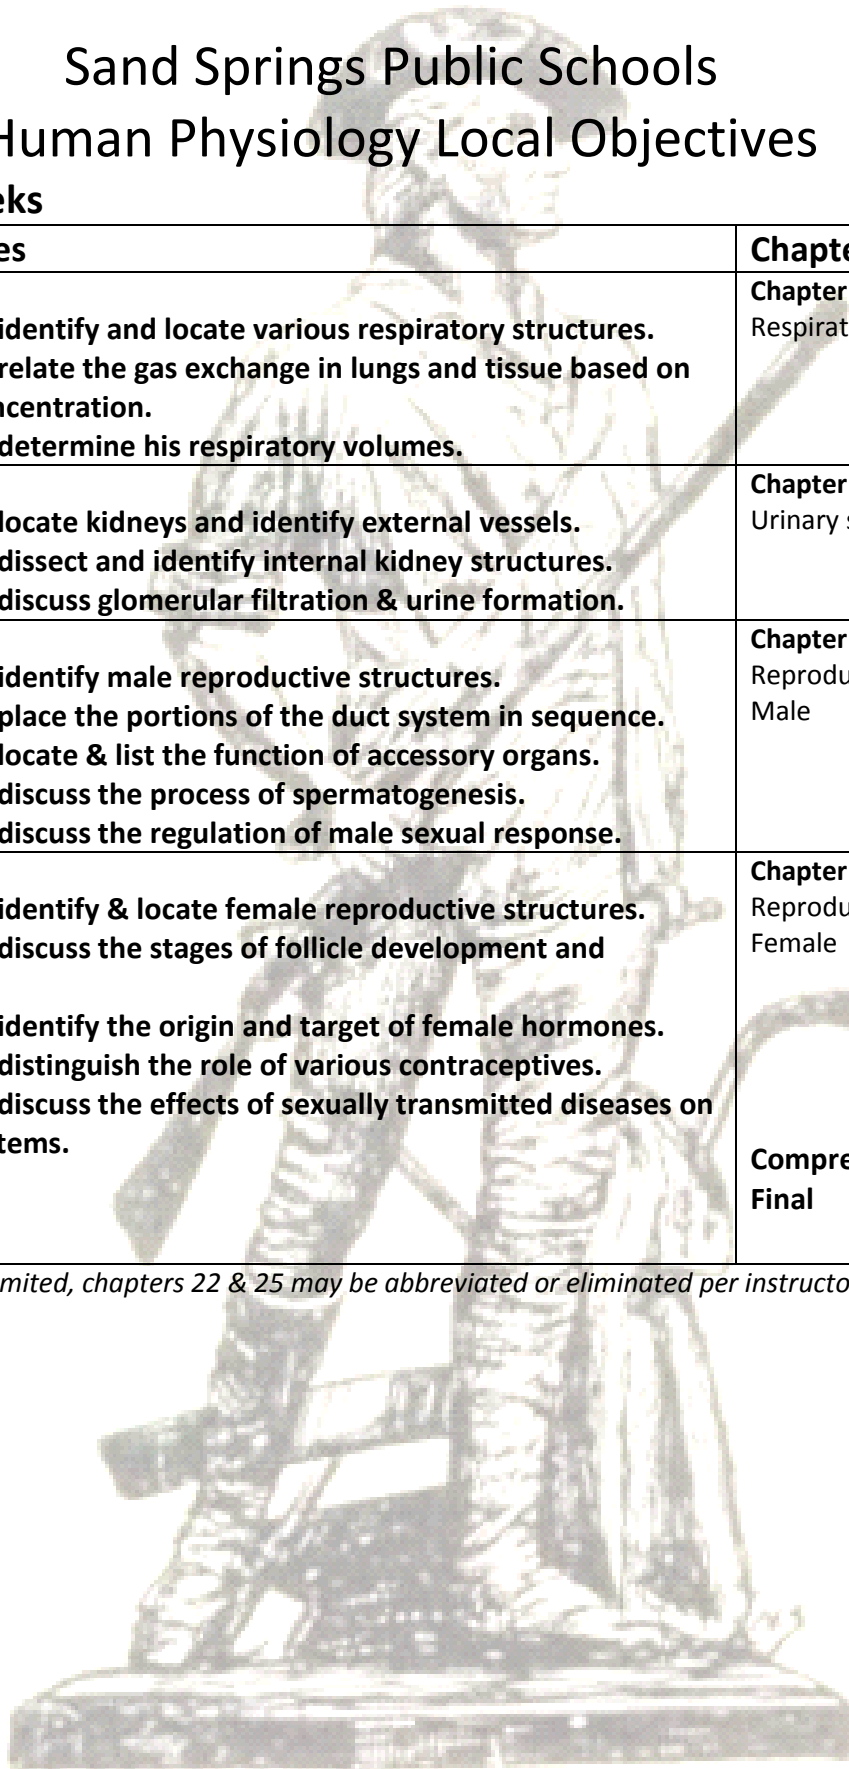 Sand Springs Public Schools
Human Physiology Local Objectives
eks
es
Chapte
identify and locate various respiratory structures.
relate the gas exchange in lungs and tissue based on
ncentration.
determine his respiratory volumes.
Chapter
Respirat
locate kidneys and identify external vessels.
dissect and identify internal kidney structures.
discuss glomerular filtration & urine formation.
Chapter
Urinary s
identify male reproductive structures.
place the portions of the duct system in sequence.
locate & list the function of accessory organs.
discuss the process of spermatogenesis.
discuss the regulation of male sexual response.
Chapter
Reprodu
Male
identify & locate female reproductive structures.
discuss the stages of follicle development and
identify the origin and target of female hormones.
distinguish the role of various contraceptives.
discuss the effects of sexually transmitted diseases on
tems.
Chapter
Reprodu
Female
Compre
Final
mited, chapters 22 & 25 may be abbreviated or eliminated per instructo